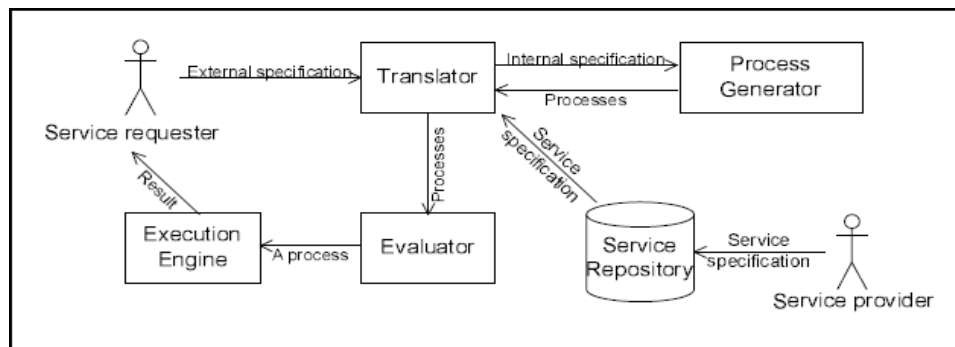 External specification
Translator
Internal specification
Processes
Process
Generator
Service requester
Service
specification
Processes
Result
Execution
Engine
A process
Evaluator
Service
Repository
Service
specification
Service provider